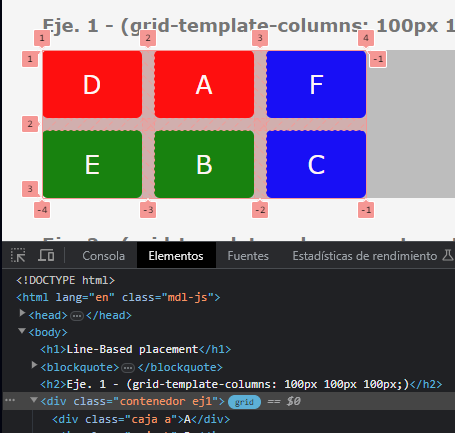 Eje. 1 - (grid-template-columns: 100px 1
1 2 3 4
1 -1
D A F
2
E B C
3
-4 -3 -2 -1
Consola Elementos Fuentes Estadísticas de rendimiento
<!DOCTYPE html>
<html lang="en" class="mdl-js">
<head> … </head>
<body>
<h1>Line-Based placement</h1>
<blockquote> … </blockquote>
<h2>Eje. 1 - (grid-template-columns: 100px 100px 100px;)</h2>
… <div class="contenedor ej1"> grid == $0
<div class="caja a">A</div>